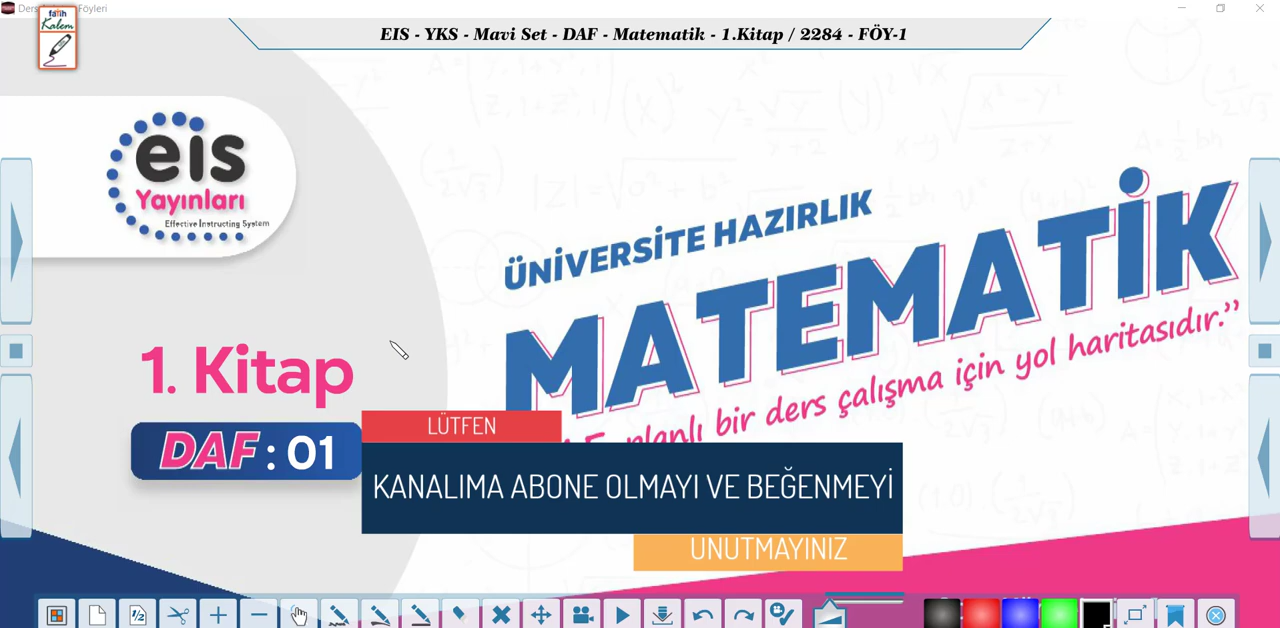 EIS - YKS - Mavi Set - DAF - Matematik - 1.Kitap / 2284 - FÖY-1
fatih
Kalem
eis
Yayınları
Effective Instructing System
ÜNİVERSİTE HAZIRLIK
MATEMATİK
planlı bir ders çalışma için yol haritasıdır.”
1. Kitap
DAF : 01
LÜTFEN
KANALIMA ABONE OLMAYI VE BEĞENMEYİ
UNUTMAYINIZ
1/2